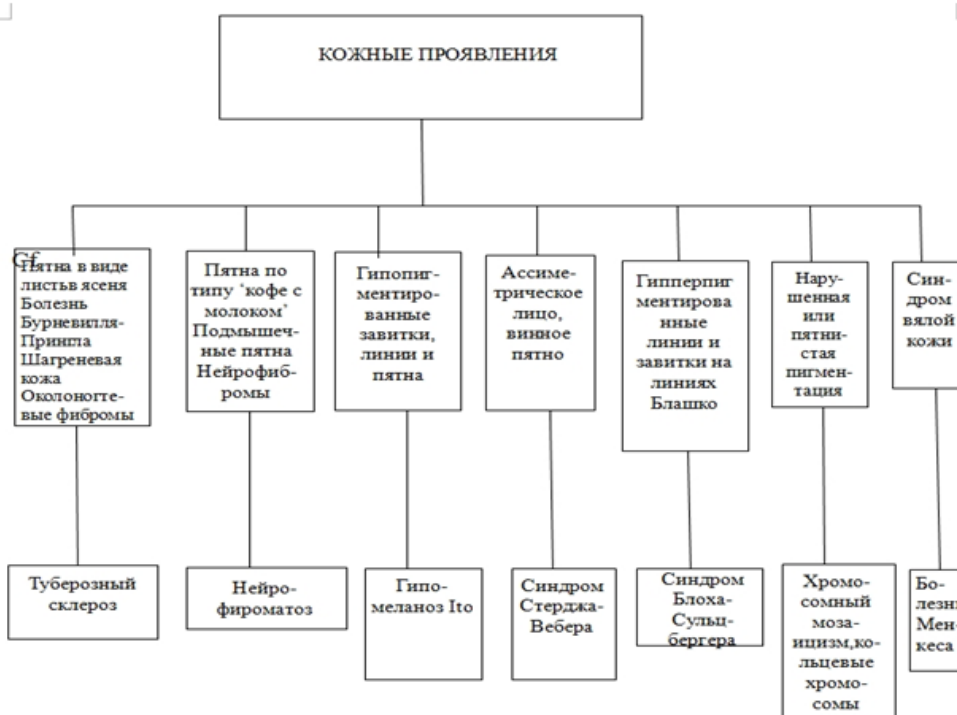 КОЖНЫЕ ПРОЯВЛЕНИЯ
Cf
Пятна в виде
листьв ясеня
Болезнь
Бурневилля-
Прингла
Шагреневая
кожа
Околоногте-
вые фибромы
Пятна по
типу ‘кофе с
молоком’
Подмышеч-
ные пятна
Нейрофиб-
ромы
Гипопиг-
ментиро-
ванные
завитки,
линии и
пятна
Ассиме-
трическое
лицо,
винное
пятно
Гипперпиг
ментирова
нные
линии и
завитки на
линиях
Блашко
Нару-
шенная
или
пятни-
стая
пигмен-
тация
Син-
дром
вялой
кожи
Туберозный
склероз
Нейро-
фироматоз
Гипо-
меланоз Ito
Синдром
Стерджа-
Вебера
Синдром
Блоха-
Сульц-
бергера
Хромо-
сомный
моза-
ицизм,ко-
льцевые
хромо-
сомы
Бо-
лезнь
Мен-
кеса